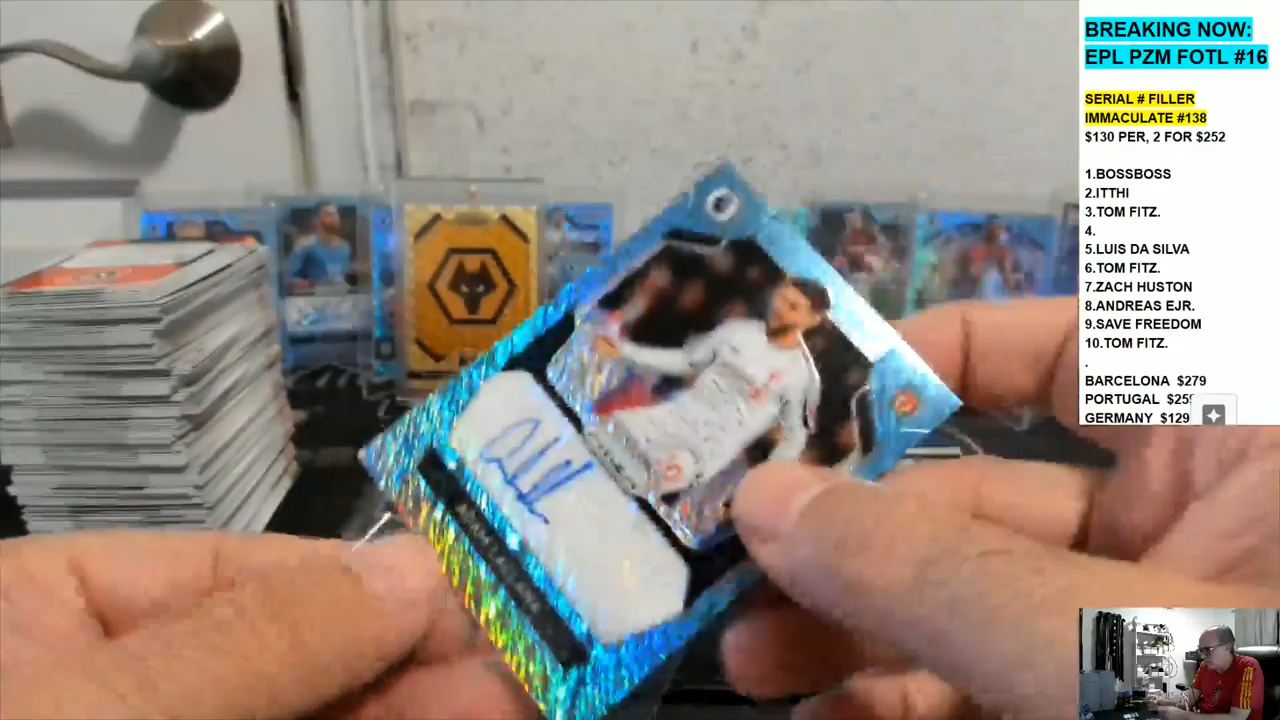 BREAKING NOW:
EPL PZM FOTL #16
SERIAL # FILLER
IMMACULATE #138
$130 PER, 2 FOR $252
1.BOSSBOSS
2.ITTHI
3.TOM FITZ.
4.
5.LUIS DA SILVA
6.TOM FITZ.
7.ZACH HUSTON
8.ANDREAS EJR.
9.SAVE FREEDOM
10.TOM FITZ.
.
BARCELONA $279
PORTUGAL
GERMANY $129